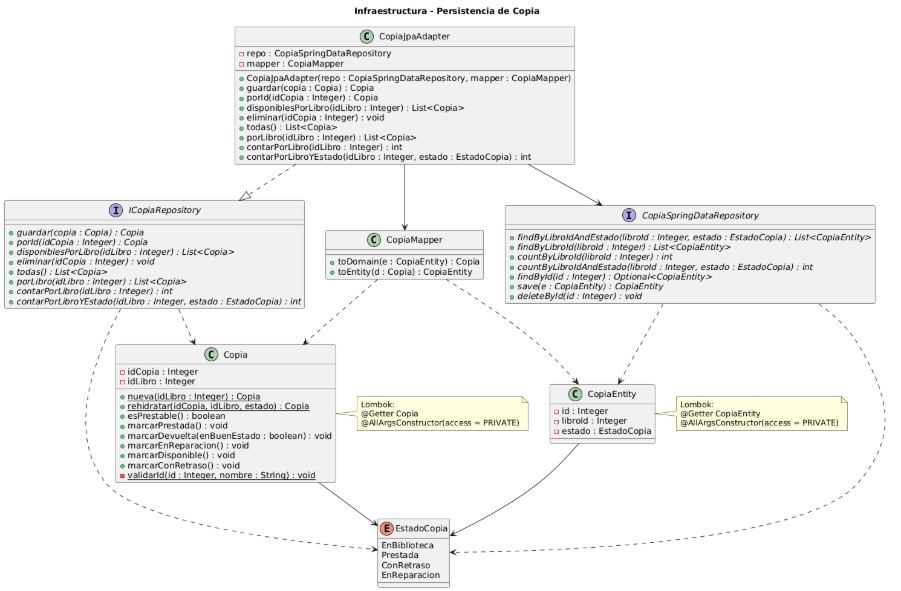 Infraestructura - Persistencia de Copia
C CopiaJpaAdapter
repo : CopiaSpringDataRepository
mapper : CopiaMapper
CopiaJpaAdapter(repo : CopiaSpringDataRepository, mapper : CopiaMapper)
guardar(copia : Copia) : Copia
porId(idCopia : Integer) : Copia
disponiblesPorLibro(idLibro : Integer) : List<Copia>
eliminar(idCopia : Integer) : void
todas() : List<Copia>
porLibro(idLibro : Integer) : List<Copia>
contarPorLibro(idLibro : Integer) : int
contarPorLibroYEstado(idLibro : Integer, estado : EstadoCopia) : int
I ICopiaRepository
guardar(copia : Copia) : Copia
porId(idCopia : Integer) : Copia
disponiblesPorLibro(idLibro : Integer) : List<Copia>
eliminar(idCopia : Integer) : void
todas() : List<Copia>
porLibro(idLibro : Integer) : List<Copia>
contarPorLibro(idLibro : Integer) : int
contarPorLibroYEstado(idLibro : Integer, estado : EstadoCopia) : int
C CopiaMapper
toDomain(e : CopiaEntity) : Copia
toEntity(d : Copia) : CopiaEntity
I CopiaSpringDataRepository
findByLibroIdAndEstado(libroId : Integer, estado : EstadoCopia) : List<CopiaEntity>
findByLibroId(libroId : Integer) : List<CopiaEntity>
countByLibroId(libroId : Integer) : int
countByLibroIdAndEstado(libroId : Integer, estado : EstadoCopia) : int
findById(id : Integer) : Optional<CopiaEntity>
save(e : CopiaEntity) : CopiaEntity
deleteById(id : Integer) : void
C Copia
idCopia : Integer
idLibro : Integer
nueva(idLibro : Integer) : Copia
rehidratar(idCopia, idLibro, estado) : Copia
esPrestable() : boolean
marcarPrestada() : void
marcarDevuelta(enBuenEstado : boolean) : void
marcarEnReparacion() : void
marcarDisponible() : void
marcarConRetraso() : void
validarId(id : Integer, nombre : String) : void
Lombok:
@Getter Copia
@AllArgsConstructor(access = PRIVATE)
C CopiaEntity
id : Integer
libroId : Integer
estado : EstadoCopia
Lombok:
@Getter CopiaEntity
@AllArgsConstructor(access = PRIVATE)
E EstadoCopia
EnBiblioteca
Prestada
ConRetraso
EnReparacion